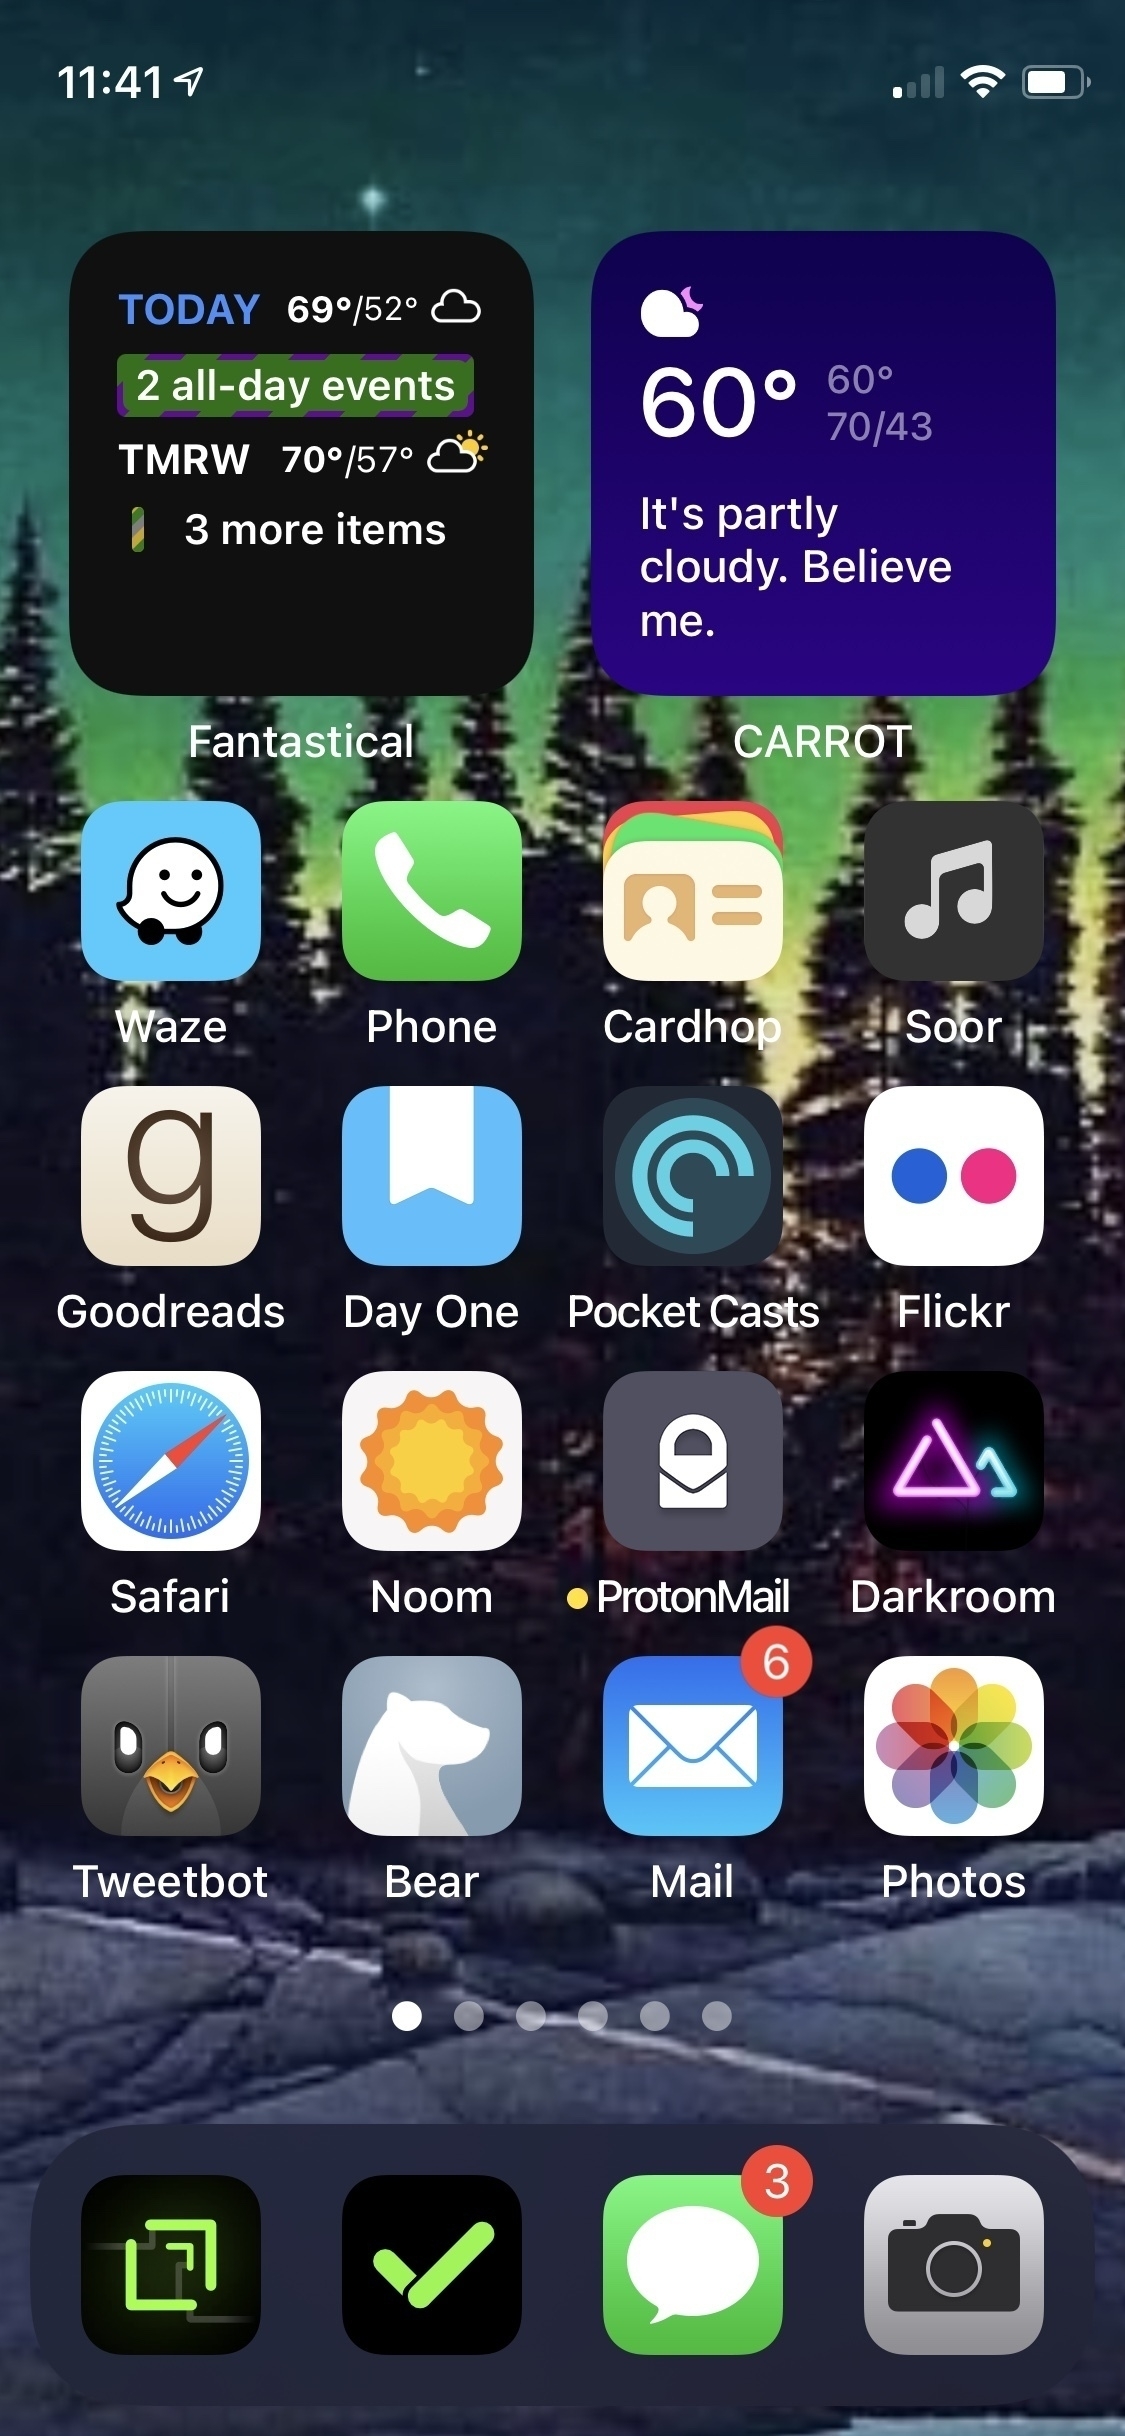 11:41
TODAY 69°/52°
2 all-day events
TMRW 70°/57°
3 more items
Fantastical
60° 60°
70/43
It's partly
cloudy. Believe
me.
CARROT
Waze Phone Cardhop Soor
g
Goodreads Day One Pocket Casts Flickr
Safari Noom ProtonMail Darkroom
6
Tweetbot Bear Mail Photos
3